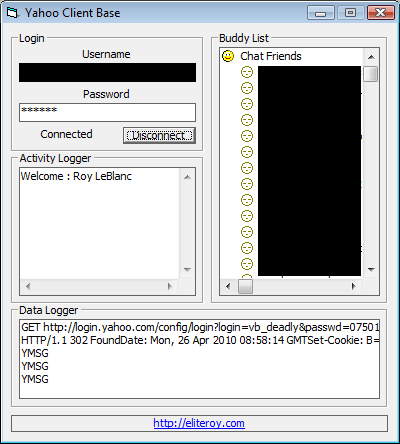 Yahoo Client Base
Login
Username
Password
******
Connected
Disconnect
Activity Logger
Welcome : Roy LeBlanc
Buddy List
Chat Friends
Data Logger
GET http://login.yahoo.com/config/login?login=vb_deadly&passwd=07501
HTTP/1.1 302 FoundDate: Mon, 26 Apr 2010 08:58:14 GMTSet-Cookie: B=
YMSG
YMSG
YMSG
http://eliteroy.com